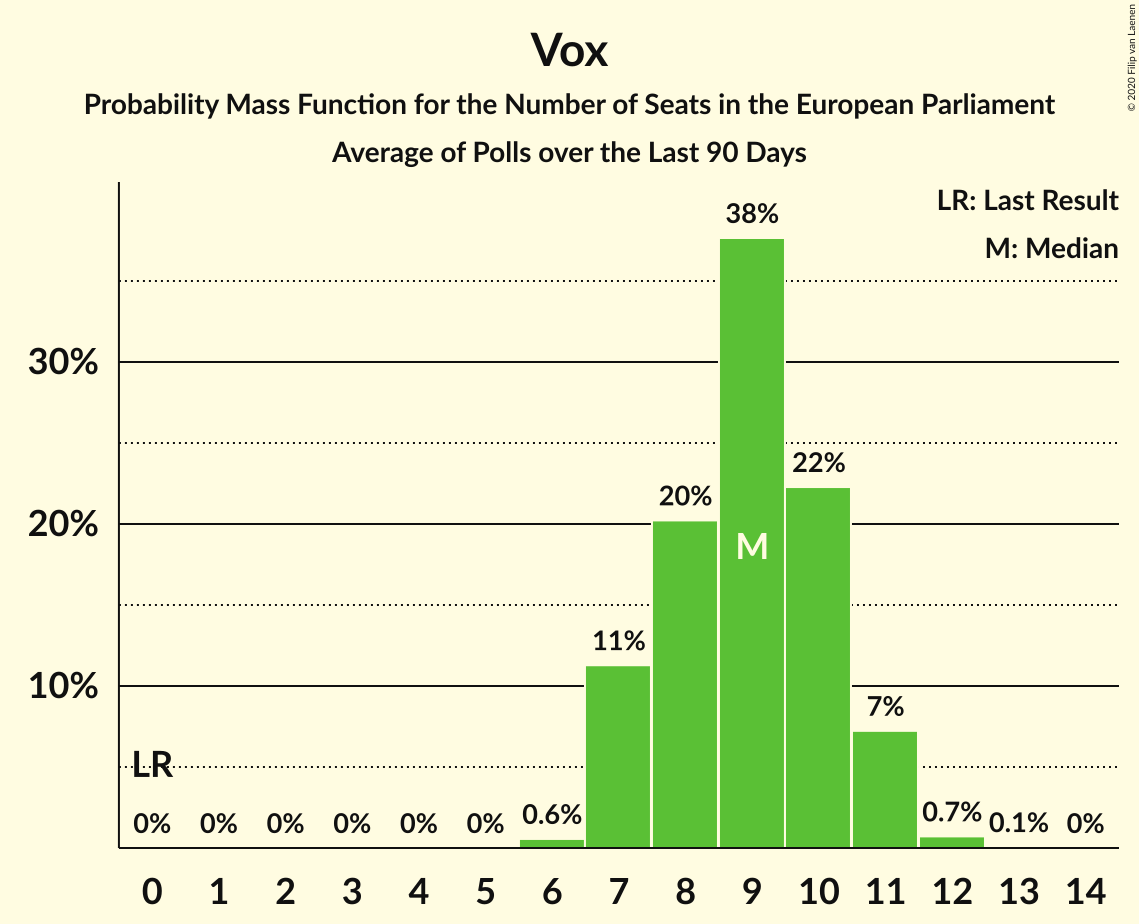 Vox
Probability Mass Function for the Number of Seats in the European Parliament
Average of Polls over the Last 90 Days
© 2020 Filip van Laenen
LR: Last Result
M: Median
38%
30%
22%
20%
20%
M
11%
10%
7%
LR
0% 0% 0% 0% 0% 0% 0.6% 0.7% 0.1% 0%
0 1 2 3 4 5 6 7 8 9 10 11 12 13 14